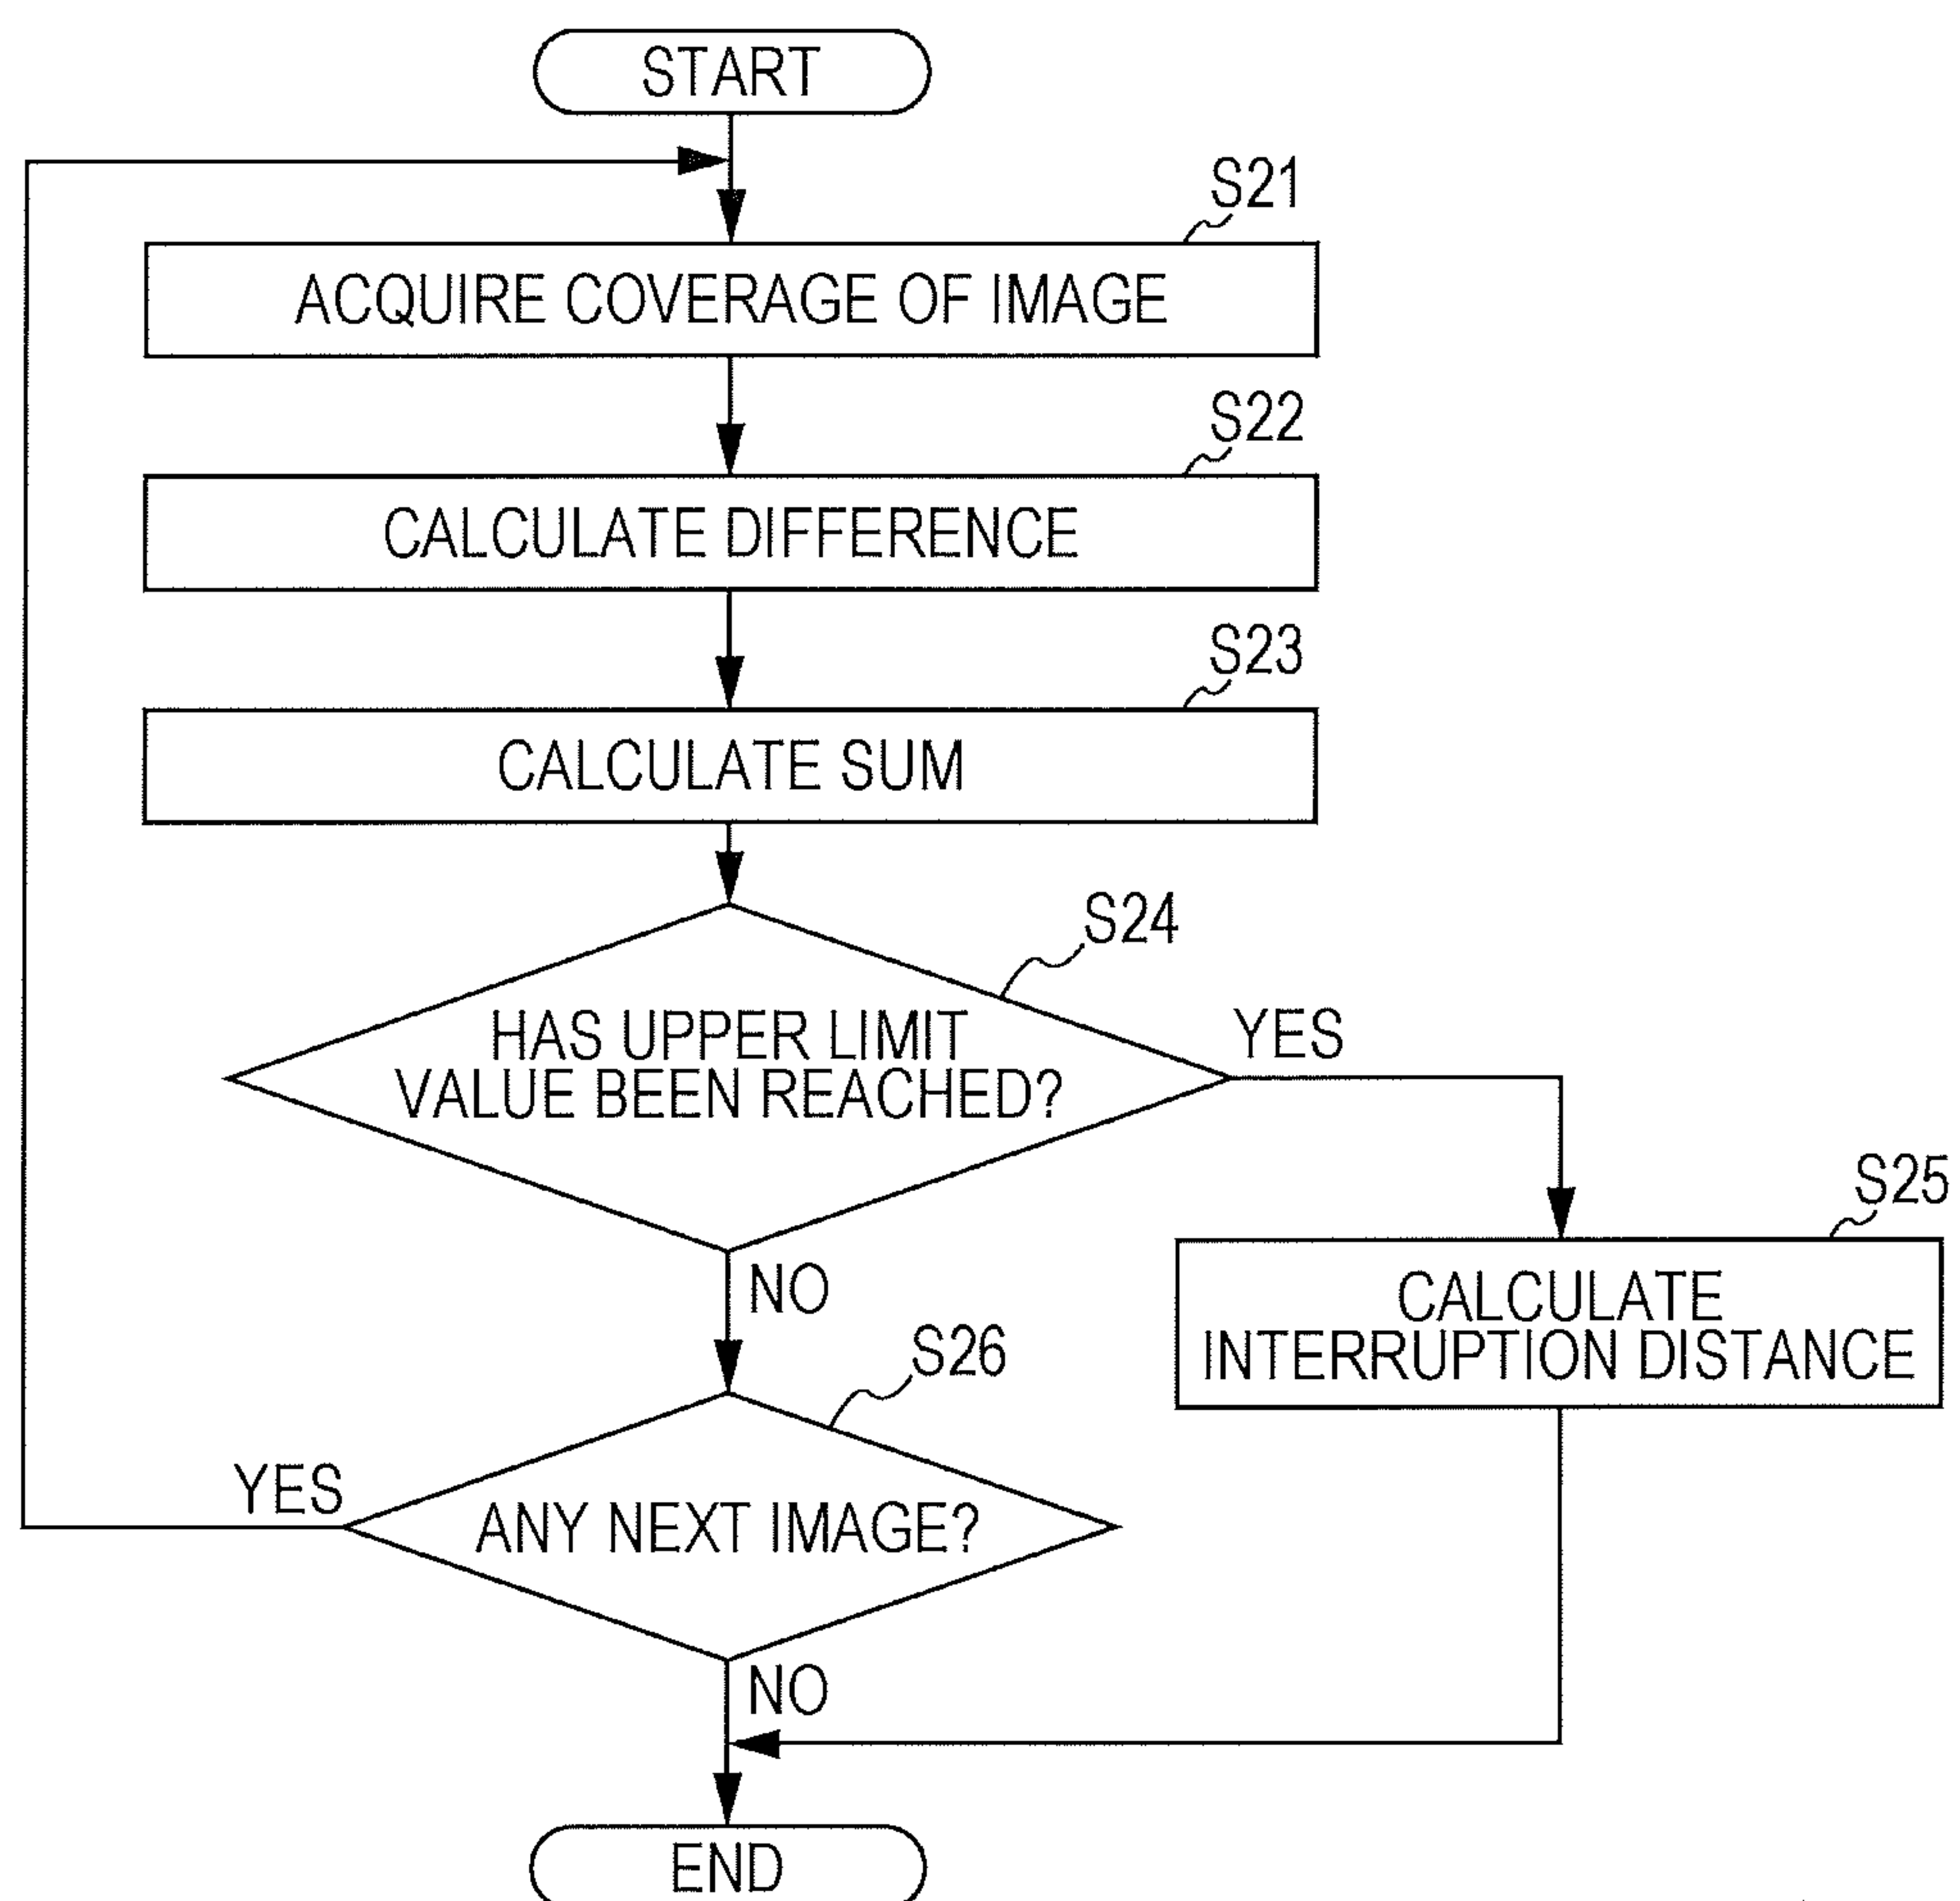 START
S21
ACQUIRE COVERAGE OF IMAGE
S22
CALCULATE DIFFERENCE
S23
CALCULATE SUM
S24
HAS UPPER LIMIT
VALUE BEEN REACHED?
YES
S25
CALCULATE
INTERRUPTION DISTANCE
NO
S26
YES
ANY NEXT IMAGE?
NO
END